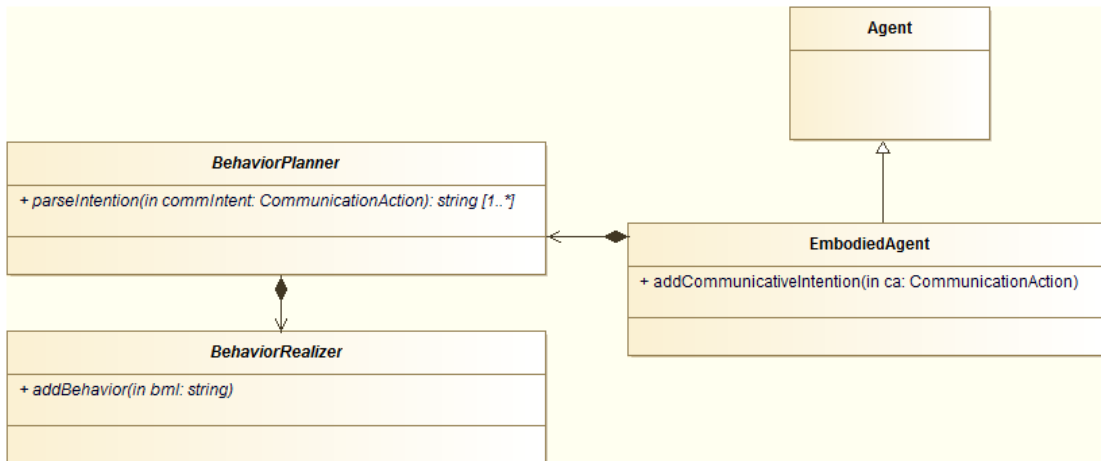 Agent
BehaviorPlanner
+ parseIntention(in commIntent: CommunicationAction): string [1..*]
EmbodiedAgent
+ addCommunicativeIntention(in ca: CommunicationAction)
BehaviorRealizer
+ addBehavior(in bml: string)